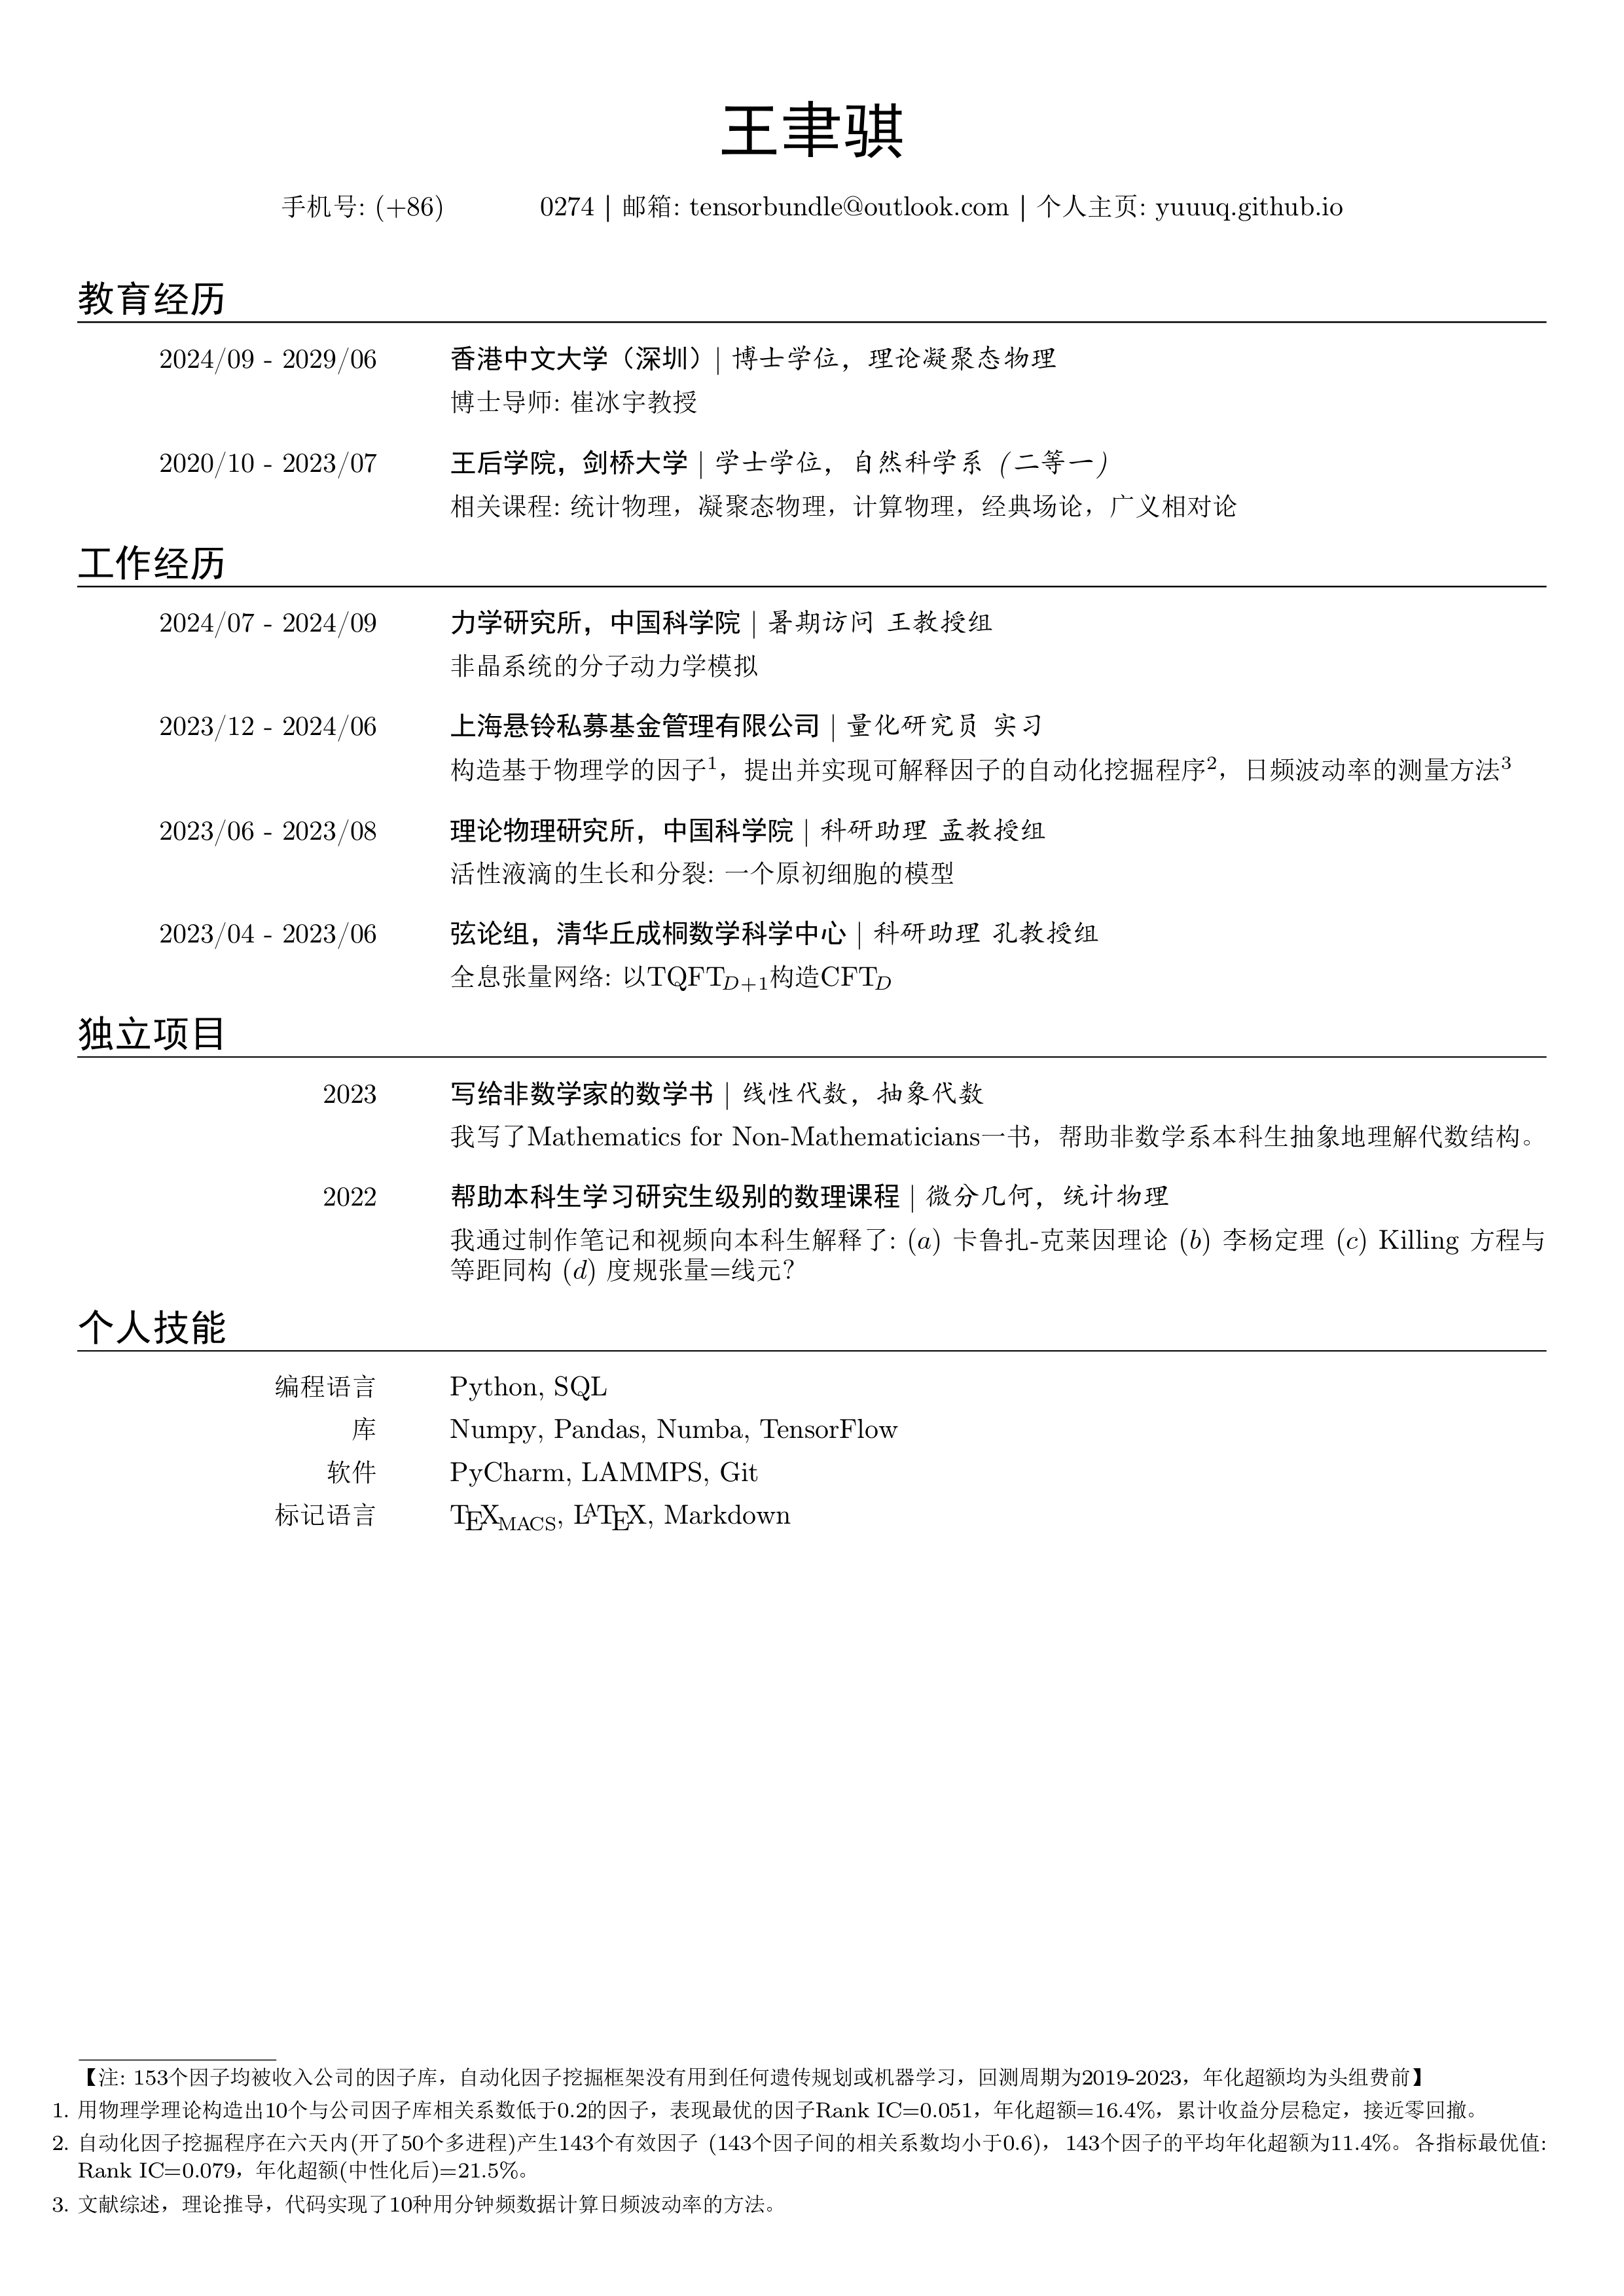 王聿骐
手机号: (+86) 0274 | 邮箱: tensorbundle@outlook.com | 个人主页: yuuuq.github.io
教育经历
2024/09 - 2029/06 香港中文大学（深圳）| 博士学位，理论凝聚态物理
博士导师: 崔冰宇教授
2020/10 - 2023/07 王后学院，剑桥大学 | 学士学位，自然科学系 (二等一)
相关课程: 统计物理，凝聚态物理，计算物理，经典场论，广义相对论
工作经历
2024/07 - 2024/09 力学研究所，中国科学院 | 暑期访问 王教授组
非晶系统的分子动力学模拟
2023/12 - 2024/06 上海悬铃私募基金管理有限公司 | 量化研究员 实习
构造基于物理学的因子¹，提出并实现可解释因子的自动化挖掘程序²，日频波动率的测量方法³
2023/06 - 2023/08 理论物理研究所，中国科学院 | 科研助理 孟教授组
活性液滴的生长和分裂: 一个原初细胞的模型
2023/04 - 2023/06 弦论组，清华丘成桐数学科学中心 | 科研助理 孔教授组
全息张量网络: 以TQFT_{D+1}构造CFT_D
独立项目
2023 写给非数学家的数学书 | 线性代数，抽象代数
我写了Mathematics for Non-Mathematicians一书，帮助非数学系本科生抽象地理解代数结构。
2022 帮助本科生学习研究生级别的数理课程 | 微分几何，统计物理
我通过制作笔记和视频向本科生解释了: (a) 卡鲁扎-克莱因理论 (b) 李杨定理 (c) Killing 方程与
等距同构 (d) 度规张量=线元?
个人技能
编程语言 Python, SQL
库 Numpy, Pandas, Numba, TensorFlow
软件 PyCharm, LAMMPS, Git
标记语言 TEXMACS, LATEX, Markdown
【注: 153个因子均被收入公司的因子库，自动化因子挖掘框架没有用到任何遗传规划或机器学习，回测周期为2019-2023，年化超额均为头组费前】
1. 用物理学理论构造出10个与公司因子库相关系数低于0.2的因子，表现最优的因子Rank IC=0.051，年化超额=16.4%，累计收益分层稳定，接近零回撤。
2. 自动化因子挖掘程序在六天内(开了50个多进程)产生143个有效因子 (143个因子间的相关系数均小于0.6)，143个因子的平均年化超额为11.4%。各指标最优值:
Rank IC=0.079，年化超额(中性化后)=21.5%。
3. 文献综述，理论推导，代码实现了10种用分钟频数据计算日频波动率的方法。